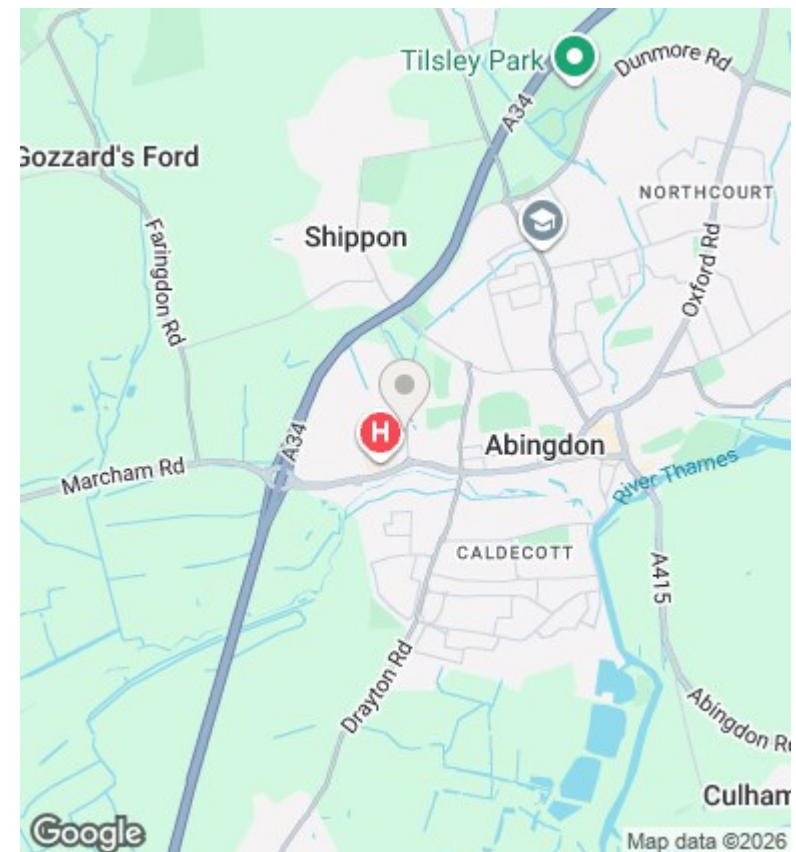 Tilsley Park
Dunmore Rd
A34
Gozzard's Ford
NORTHCOURT
Shippon
Faringdon Rd
Oxford Rd
H
A34
Abingdon
Marcham Rd
River Thames
CALDECOTT
A415
Drayton Rd
Abingdon Rd
Culham
Google
Map data ©2026